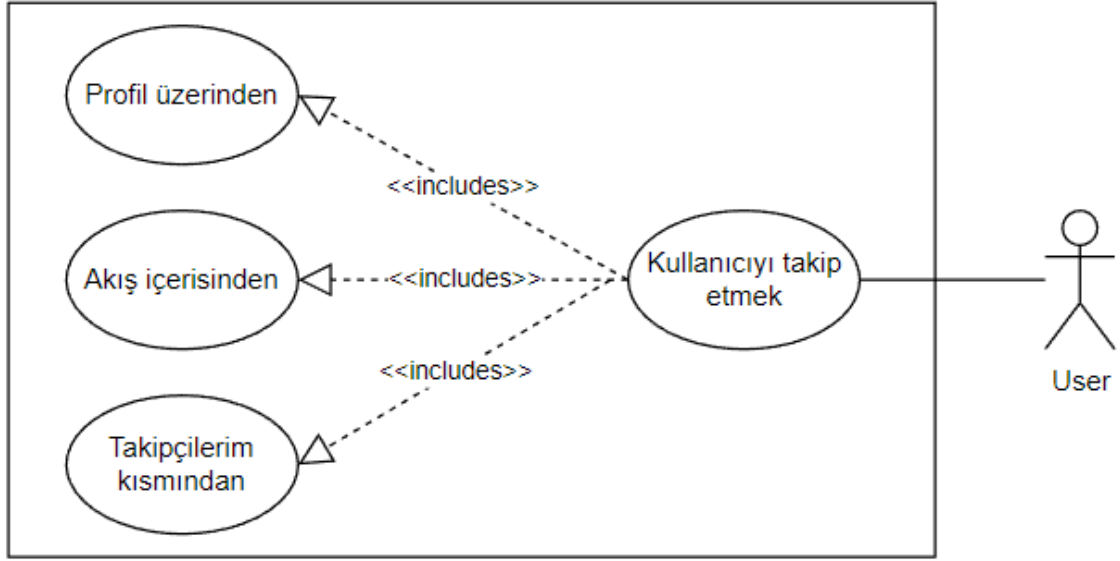 Profil üzerinden
<<includes>>
Akış içerisinden
<<includes>>
Kullanıcıyı takip
etmek
<<includes>>
User
Takipçilerim
kısmından